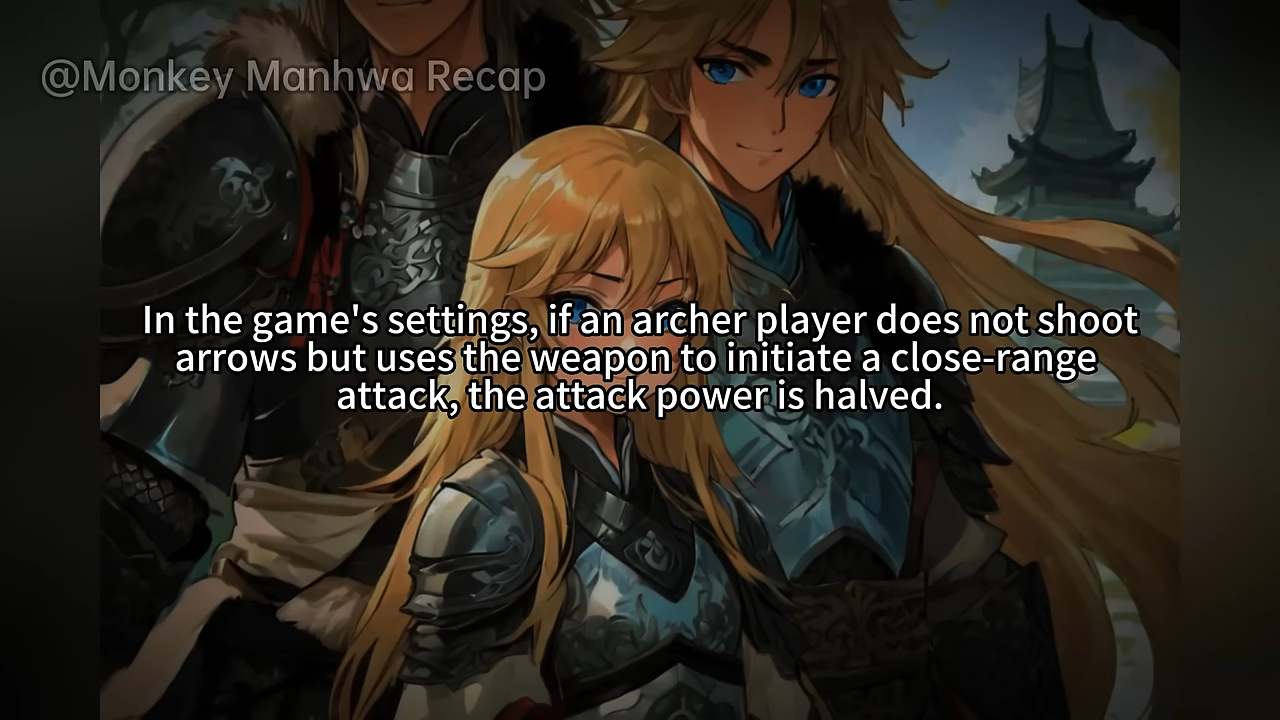 @Monkey Manhwa Recap
In the game's settings, if an archer player does not shoot
arrows but uses the weapon to initiate a close-range
attack, the attack power is halved.